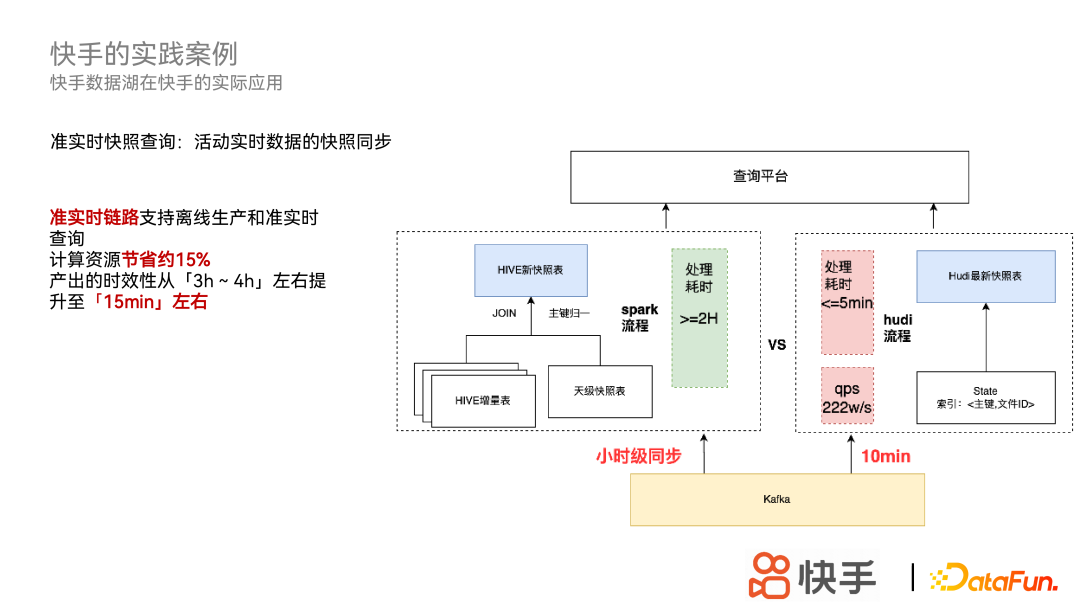 快手的实践案例
快手数据湖在快手的实际应用
准实时快照查询：活动实时数据的快照同步
准实时链路支持离线生产和准实时
查询
计算资源节省约15%
产出的时效性从「3h ~ 4h」左右提
升至「15min」左右
查询平台
HIVE新快照表
JOIN
主键归一
HIVE增量表
天级快照表
spark
流程
处理
耗时
>=2H
VS
处理
耗时
<=5min
qps
222w/s
hudi
流程
Hudi最新快照表
State
索引：<主键,文件ID>
小时级同步
10min
Kafka
快手
DataFun.